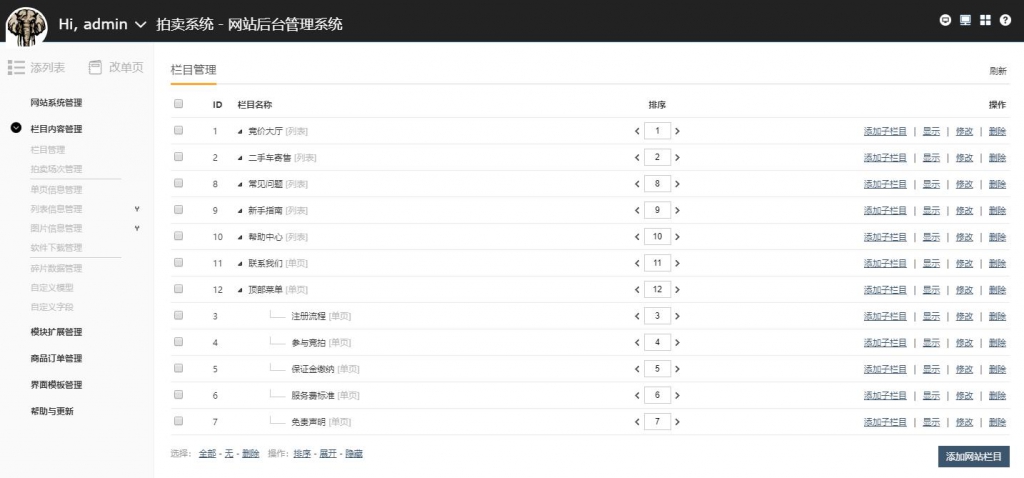 Hi, admin 拍卖系统 - 网站后台管理系统
添列表 改单页
网站系统管理
栏目内容管理
栏目管理
拍卖场次管理
单页信息管理
列表信息管理
图片信息管理
软件下载管理
碎片数据管理
自定义模型
自定义字段
模块扩展管理
商品订单管理
界面模板管理
帮助与更新
栏目管理 刷新
ID 栏目名称 排序 操作
1 竞价大厅 [列表] 1 添加子栏目 | 显示 | 修改 | 删除
2 二手车寄售 [列表] 2 添加子栏目 | 显示 | 修改 | 删除
8 常见问题 [列表] 8 添加子栏目 | 显示 | 修改 | 删除
9 新手指南 [列表] 9 添加子栏目 | 显示 | 修改 | 删除
10 帮助中心 [列表] 10 添加子栏目 | 显示 | 修改 | 删除
11 联系我们 [单页] 11 添加子栏目 | 显示 | 修改 | 删除
12 顶部菜单 [单页] 12 添加子栏目 | 显示 | 修改 | 删除
3 注册流程 [单页] 3 添加子栏目 | 显示 | 修改 | 删除
4 参与竞拍 [单页] 4 添加子栏目 | 显示 | 修改 | 删除
5 保证金缴纳 [单页] 5 添加子栏目 | 显示 | 修改 | 删除
6 服务费标准 [单页] 6 添加子栏目 | 显示 | 修改 | 删除
7 免责声明 [单页] 7 添加子栏目 | 显示 | 修改 | 删除
选择： 全部 - 无 - 删除 操作：排序 - 展开 - 隐藏 添加网站栏目